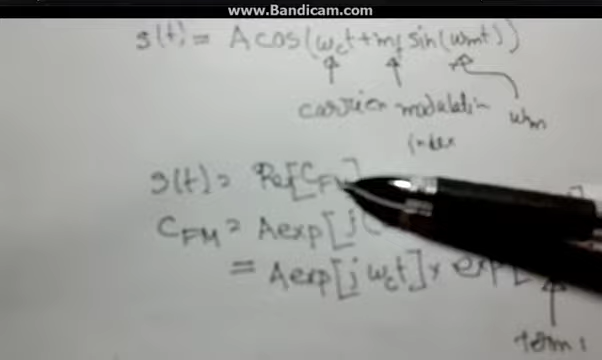 www.Bandicam.com
s(t) = A cos(ωct + mf sin(ωmt))
carrier modulatin ωm
index
s(t) = Re[CFM]
CFM = A exp[j(
= A exp[j ωct] × exp[
term 1